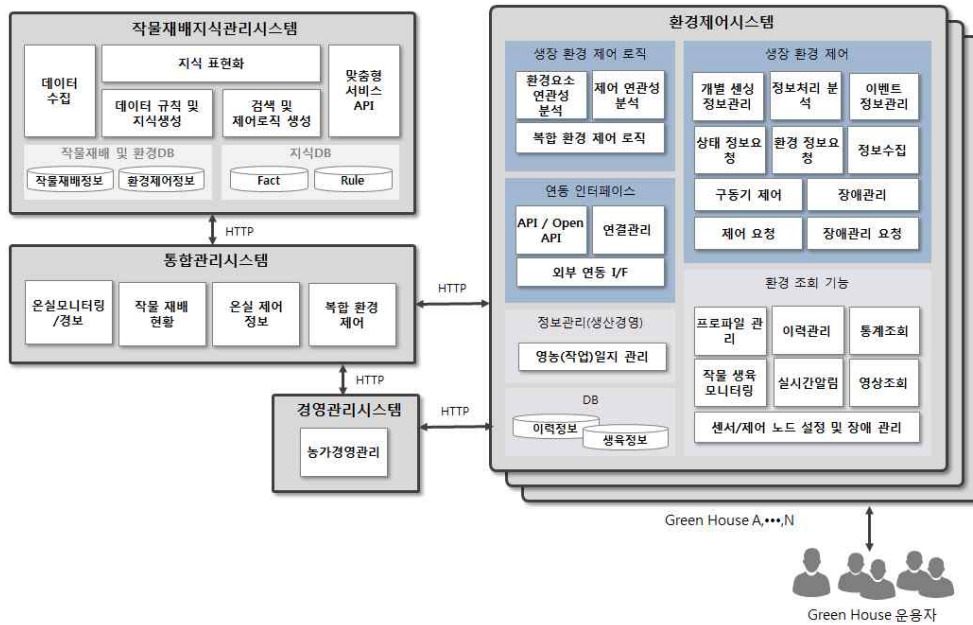 작물재배지식관리시스템
데이터
수집
지식 표현화
맞춤형
서비스
API
데이터 규칙 및
지식생성
검색 및
제어로직 생성
작물재배 및 환경DB
작물재배정보
환경제어정보
지식DB
Fact
Rule
HTTP
통합관리시스템
온실모니터링
/경보
작물 재배
현황
온실 제어
정보
복합 환경
제어
HTTP
HTTP
경영관리시스템
농가경영관리
HTTP
환경제어시스템
생장 환경 제어 로직
환경요소
연관성
분석
제어 연관성
분석
복합 환경 제어 로직
연동 인터페이스
API / Open
API
연결관리
외부 연동 I/F
정보관리(생산경영)
영농(작업)일지 관리
DB
이력정보
생육정보
생장 환경 제어
개별 센싱
정보관리
정보처리 분
석
이벤트
정보관리
상태 정보요
청
환경 정보요
청
정보수집
구동기 제어
장애관리
제어 요청
장애관리 요청
환경 조회 기능
프로파일 관
리
이력관리
통계조회
작물 생육
모니터링
실시간알림
영상조회
센서/제어 노드 설정 및 장애 관리
Green House A,•••,N
Green House 운용자